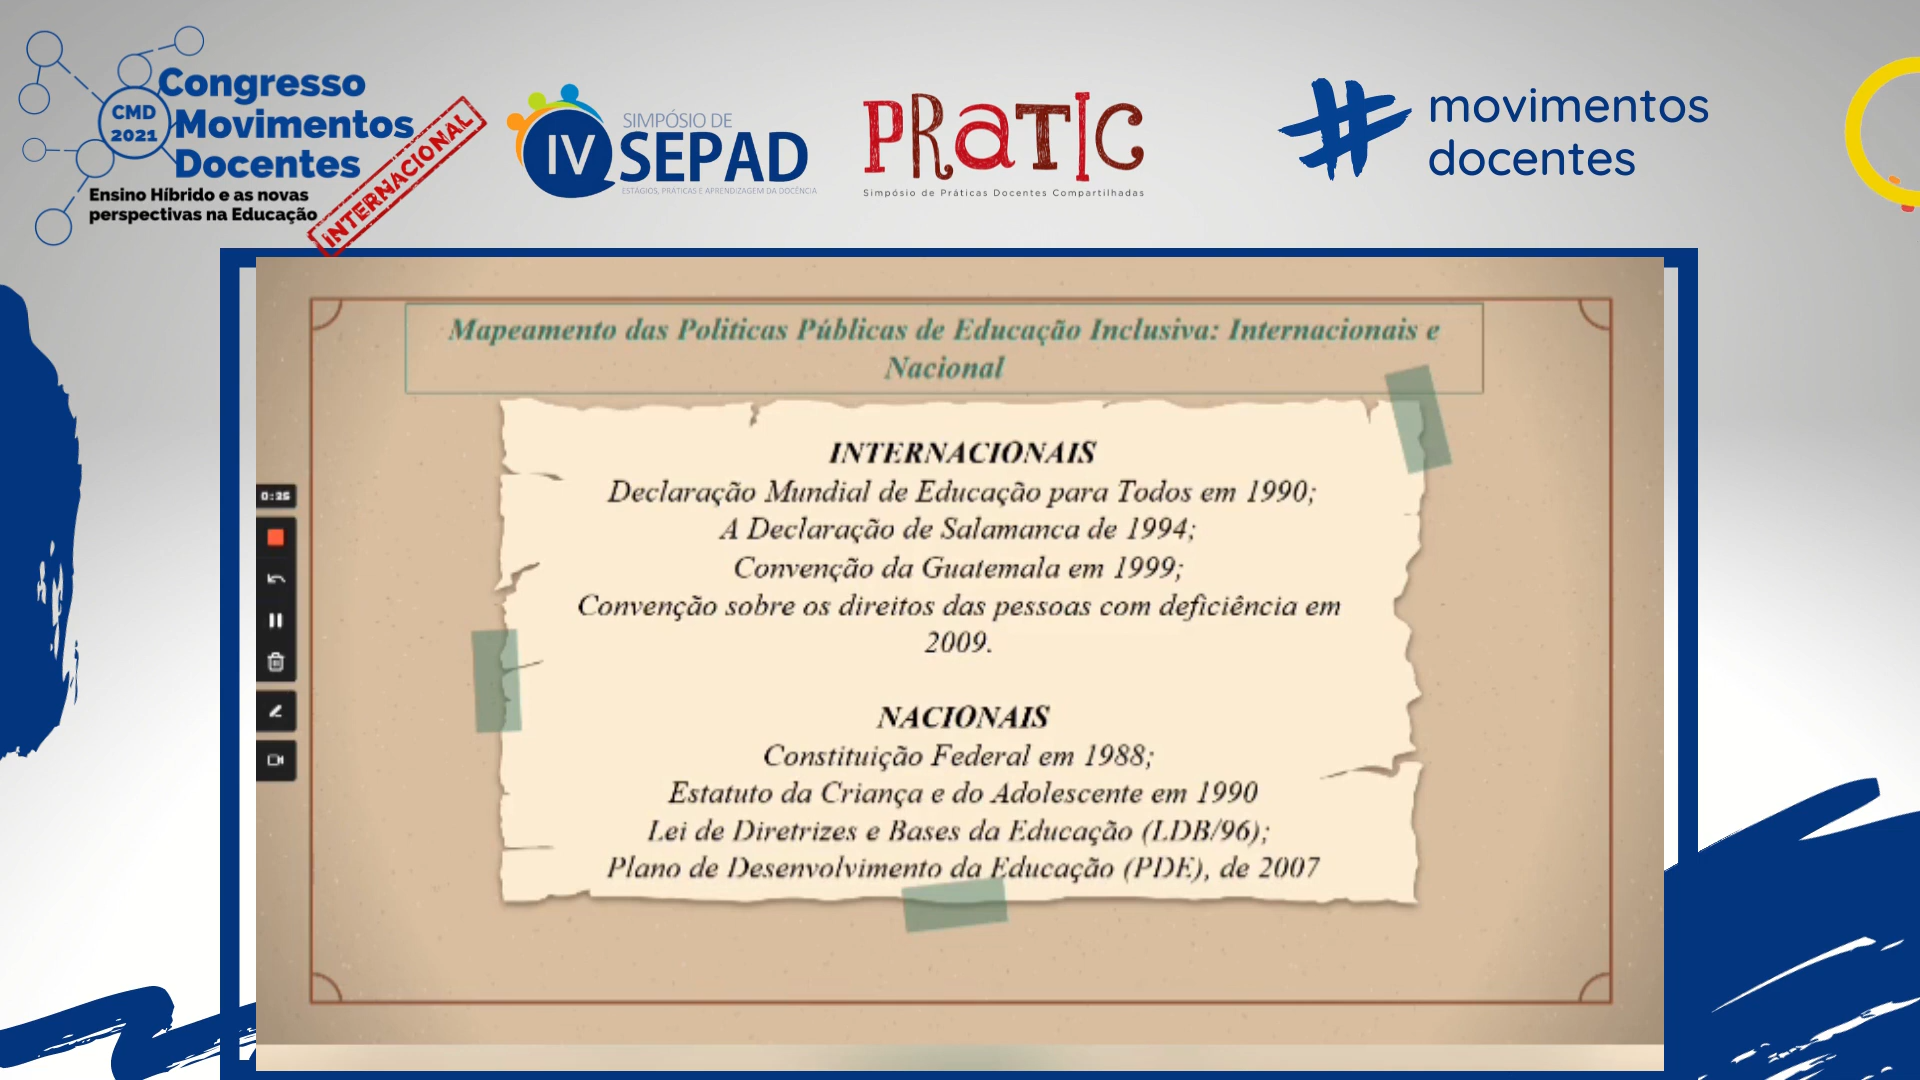 Congresso
Movimentos
Docentes
CMD
2021
Ensino Híbrido e as novas
perspectivas na Educação
INTERNACIONAL
IV
SIMPÓSIO DE
SEPAD
ESTÁGIOS, PRÁTICAS E APRENDIZAGEM DA DOCÊNCIA
PRATIC
Simpósio de Práticas Docentes Compartilhadas
# movimentos
docentes
Mapeamento das Politicas Públicas de Educação Inclusiva: Internacionais e
Nacional
INTERNACIONAIS
Declaração Mundial de Educação para Todos em 1990;
A Declaração de Salamanca de 1994;
Convenção da Guatemala em 1999;
Convenção sobre os direitos das pessoas com deficiência em
2009.
NACIONAIS
Constituição Federal em 1988;
Estatuto da Criança e do Adolescente em 1990
Lei de Diretrizes e Bases da Educação (LDB/96);
Plano de Desenvolvimento da Educação (PDE), de 2007
0:25